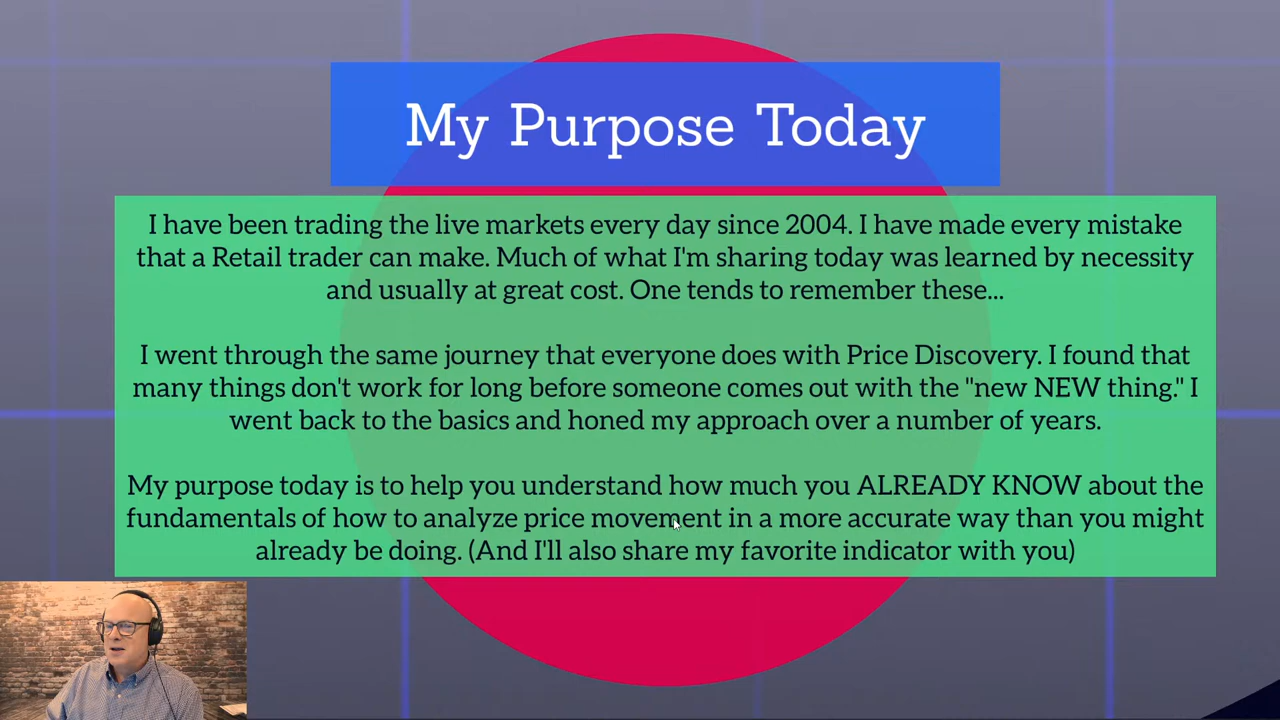 My Purpose Today
I have been trading the live markets every day since 2004. I have made every mistake
that a Retail trader can make. Much of what I'm sharing today was learned by necessity
and usually at great cost. One tends to remember these...
I went through the same journey that everyone does with Price Discovery. I found that
many things don't work for long before someone comes out with the "new NEW thing." I
went back to the basics and honed my approach over a number of years.
My purpose today is to help you understand how much you ALREADY KNOW about the
fundamentals of how to analyze price movement in a more accurate way than you might
already be doing. (And I'll also share my favorite indicator with you)